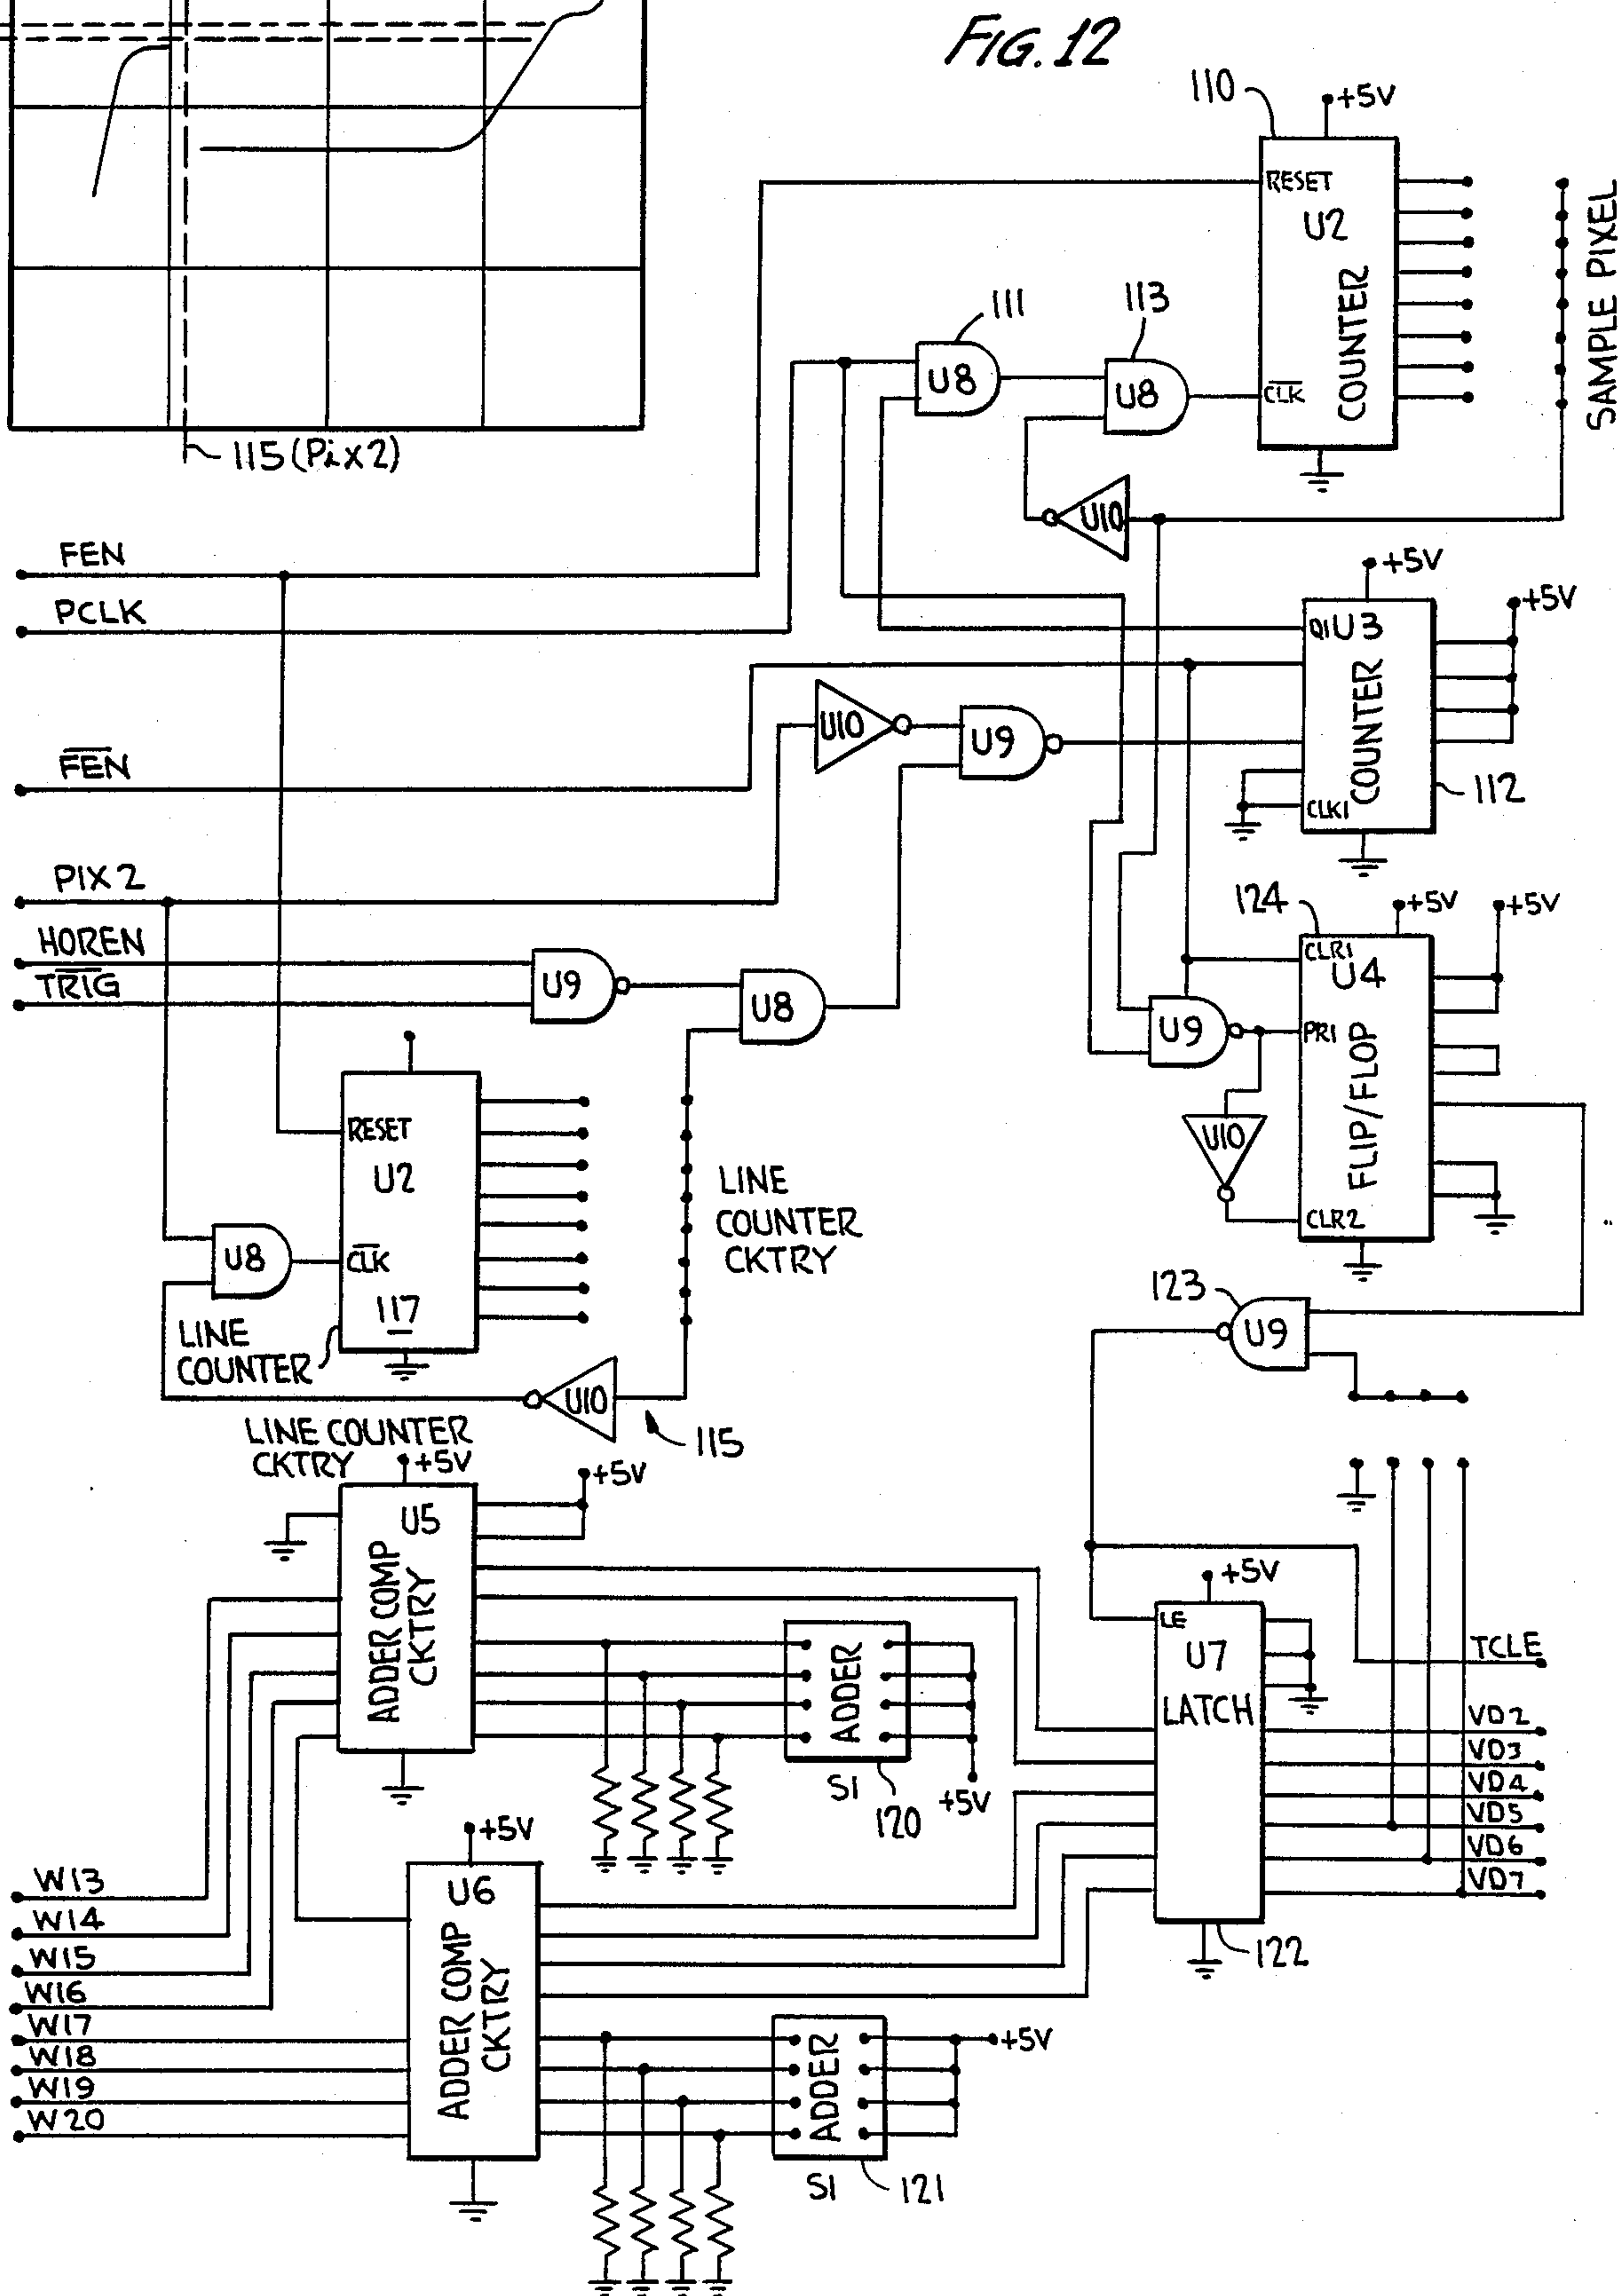 FIG. 12
115 (Pix2)
110
+5V
RESET
U2
COUNTER
CLK
SAMPLE PIXEL
111
U8
113
U8
U10
FEN
PCLK
FEN
PIX 2
HOREN
TRIG
+5V
+5V
Q1 U3
COUNTER
CLK1
112
U10
U9
U9
U8
124
+5V
+5V
CLR1
U4
PR1
FLIP/FLOP
CLR2
U9
U10
RESET
U2
CLK
117
U8
LINE
COUNTER
LINE
COUNTER
CKTRY
U10
115
123
U9
LINE COUNTER
CKTRY
+5V
+5V
U5
ADDER COMP
CKTRY
ADDER
S1
120
+5V
+5V
LE
U7
LATCH
122
TCLE
VD2
VD3
VD4
VD5
VD6
VD7
W13
W14
W15
W16
W17
W18
W19
W20
+5V
U6
ADDER COMP
CKTRY
ADDER
+5V
S1
121